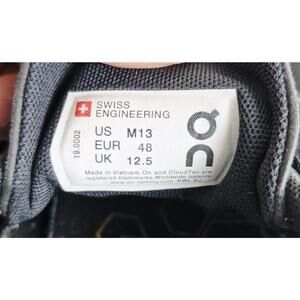 SWISS
ENGINEERING
US M13
EUR 48
UK 12.5
19.0002
Made in Vietnam. On and CloudTec are
registered trademarks. Worldwide patents.
www.on-running.com